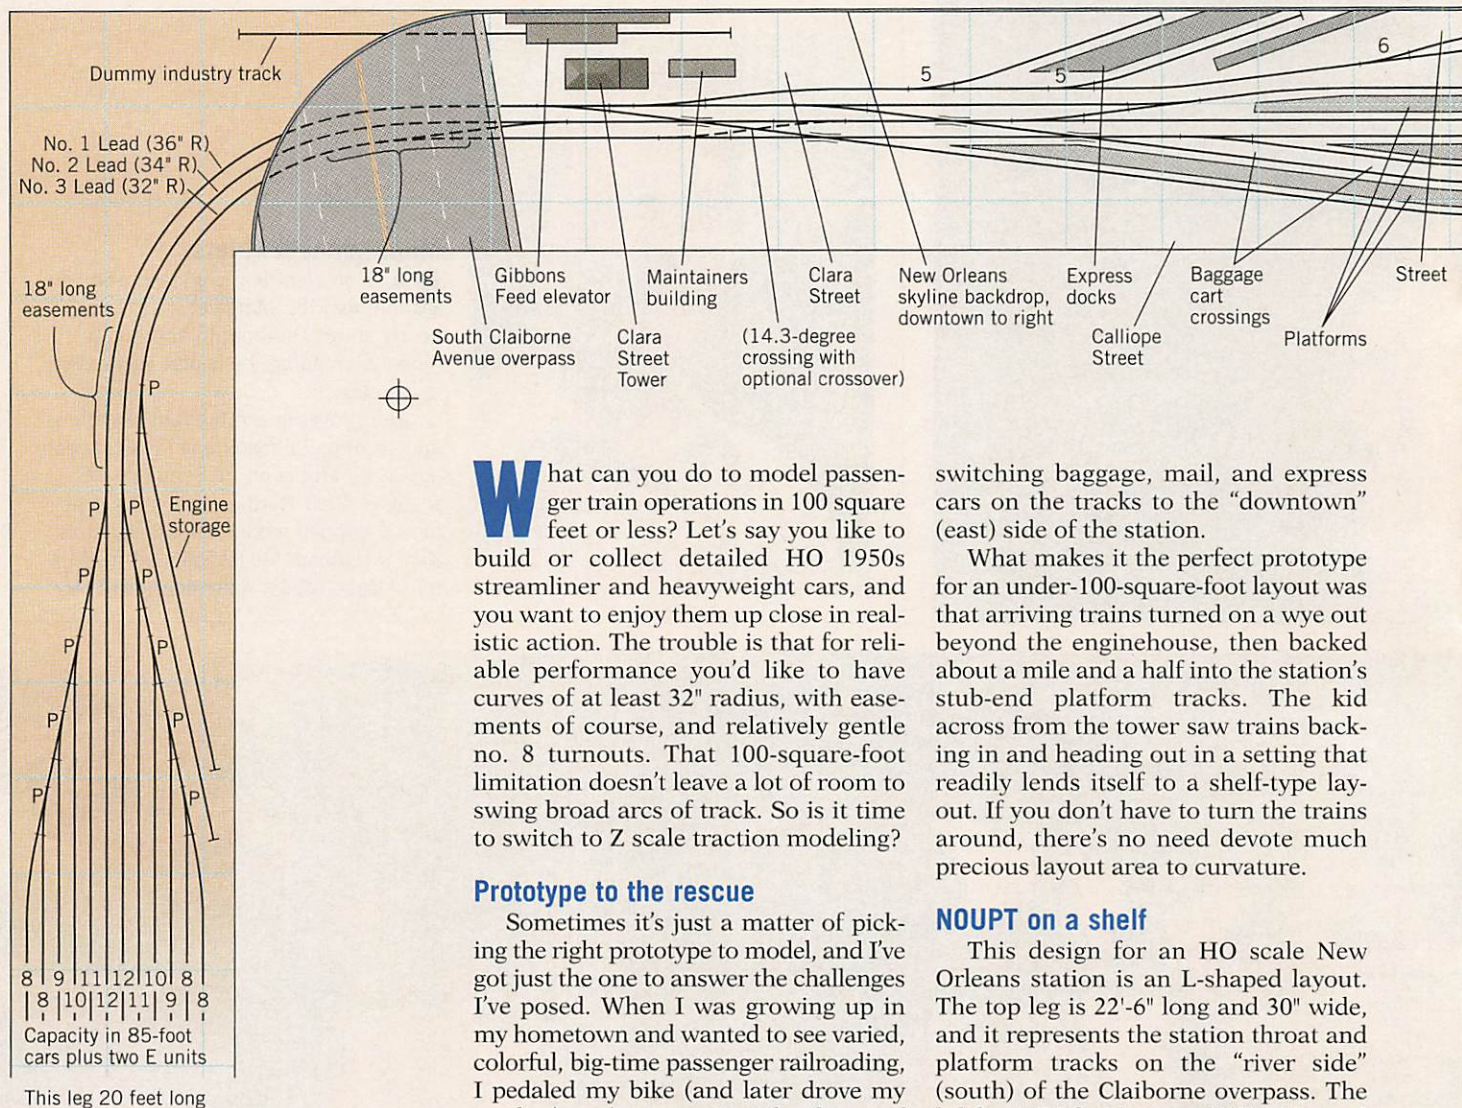 Dummy industry track
No. 1 Lead (36" R)
No. 2 Lead (34" R)
No. 3 Lead (32" R)
5
5
6
18" long
easements
18" long
easements
Gibbons
Feed elevator
Maintainers
building
Clara
Street
New Orleans
skyline backdrop,
downtown to right
Express
docks
Baggage
cart
crossings
Street
South Claiborne
Avenue overpass
Clara
Street
Tower
(14.3-degree
crossing with
optional crossover)
Calliope
Street
Platforms
P
P
P
Engine
storage
P
P
P
P
P
P
P
P
8 9 11 12 10 8
8 10 12 11 9 8
Capacity in 85-foot
cars plus two E units
This leg 20 feet long
What can you do to model passen-
ger train operations in 100 square
feet or less? Let's say you like to
build or collect detailed HO 1950s
streamliner and heavyweight cars, and
you want to enjoy them up close in real-
istic action. The trouble is that for reli-
able performance you'd like to have
curves of at least 32" radius, with ease-
ments of course, and relatively gentle
no. 8 turnouts. That 100-square-foot
limitation doesn't leave a lot of room to
swing broad arcs of track. So is it time
to switch to Z scale traction modeling?
Prototype to the rescue
Sometimes it's just a matter of pick-
ing the right prototype to model, and I've
got just the one to answer the challenges
I've posed. When I was growing up in
my hometown and wanted to see varied,
colorful, big-time passenger railroading,
I pedaled my bike (and later drove my
switching baggage, mail, and express
cars on the tracks to the "downtown"
(east) side of the station.
What makes it the perfect prototype
for an under-100-square-foot layout was
that arriving trains turned on a wye out
beyond the enginehouse, then backed
about a mile and a half into the station's
stub-end platform tracks. The kid
across from the tower saw trains back-
ing in and heading out in a setting that
readily lends itself to a shelf-type lay-
out. If you don't have to turn the trains
around, there's no need devote much
precious layout area to curvature.
NOUPT on a shelf
This design for an HO scale New
Orleans station is an L-shaped layout.
The top leg is 22'-6" long and 30" wide,
and it represents the station throat and
platform tracks on the "river side"
(south) of the Claiborne overpass. The